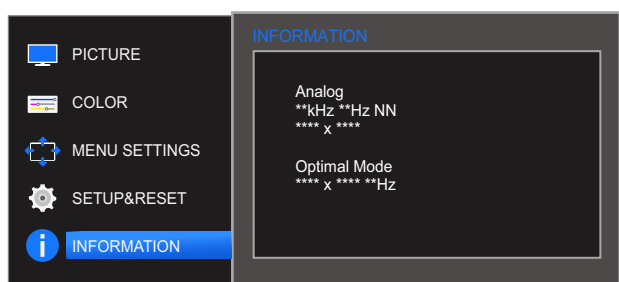 PICTURE
COLOR
MENU SETTINGS
SETUP&RESET
INFORMATION
INFORMATION
Analog
**kHz **Hz NN
**** x ****
Optimal Mode
**** x **** **Hz